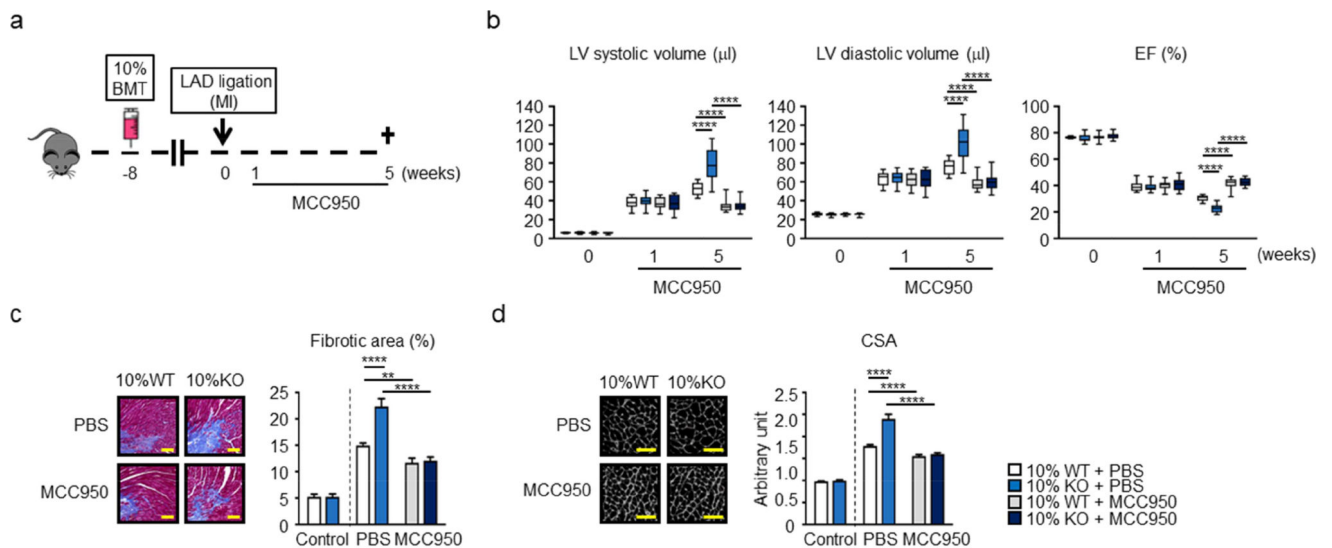 a
10%
BMT
LAD ligation
(MI)
-8
0
1
5
(weeks)
MCC950
b
LV systolic volume (μl)
LV diastolic volume (μl)
EF (%)
140
120
100
80
60
40
20
0
****
****
****
0
1
5
MCC950
140
120
100
80
60
40
20
0
****
****
****
0
1
5
MCC950
100
80
60
40
20
0
****
****
****
0
1
5
(weeks)
MCC950
c
10%WT 10%KO
PBS
MCC950
Fibrotic area (%)
****
**
****
25
20
15
10
5
0
Control PBS MCC950
d
10%WT 10%KO
PBS
MCC950
CSA
****
****
****
Arbitrary unit
2.5
2.0
1.5
1.0
0.5
0
Control PBS MCC950
10% WT + PBS
10% KO + PBS
10% WT + MCC950
10% KO + MCC950